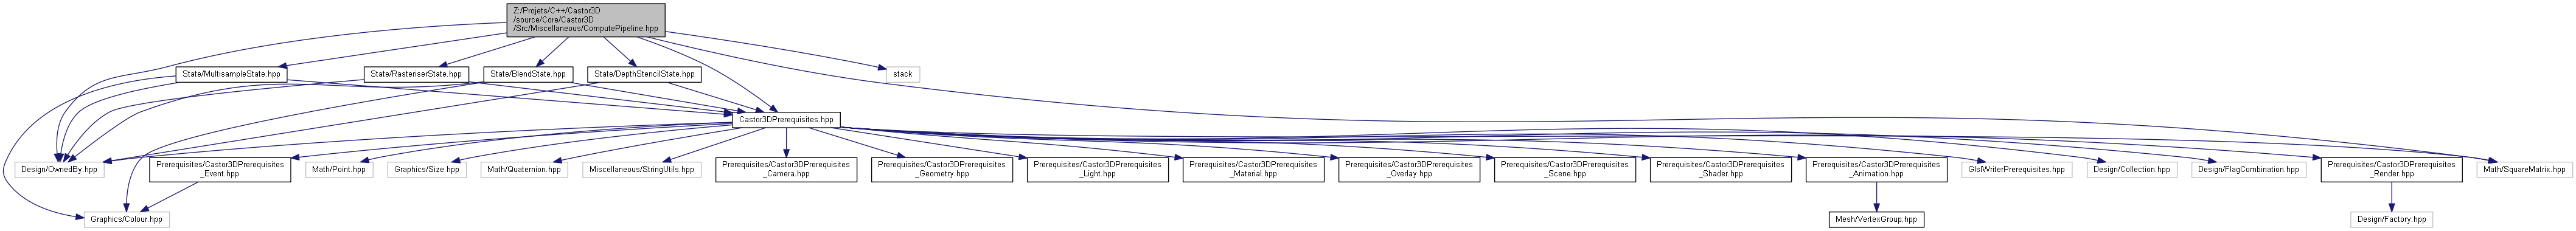 Z:/Projets/C++/Castor3D
/source/Core/Castor3D
/Src/Miscellaneous/ComputePipeline.hpp
State/MultisampleState.hpp
State/RasteriserState.hpp
State/BlendState.hpp
State/DepthStencilState.hpp
stack
Castor3DPrerequisites.hpp
Design/OwnedBy.hpp
Prerequisites/Castor3DPrerequisites
_Event.hpp
Math/Point.hpp
Graphics/Size.hpp
Math/Quaternion.hpp
Miscellaneous/StringUtils.hpp
Prerequisites/Castor3DPrerequisites
_Camera.hpp
Prerequisites/Castor3DPrerequisites
_Geometry.hpp
Prerequisites/Castor3DPrerequisites
_Light.hpp
Prerequisites/Castor3DPrerequisites
_Material.hpp
Prerequisites/Castor3DPrerequisites
_Overlay.hpp
Prerequisites/Castor3DPrerequisites
_Scene.hpp
Prerequisites/Castor3DPrerequisites
_Shader.hpp
Prerequisites/Castor3DPrerequisites
_Animation.hpp
GlslWriterPrerequisites.hpp
Design/Collection.hpp
Design/FlagCombination.hpp
Prerequisites/Castor3DPrerequisites
_Render.hpp
Math/SquareMatrix.hpp
Graphics/Colour.hpp
Mesh/VertexGroup.hpp
Design/Factory.hpp